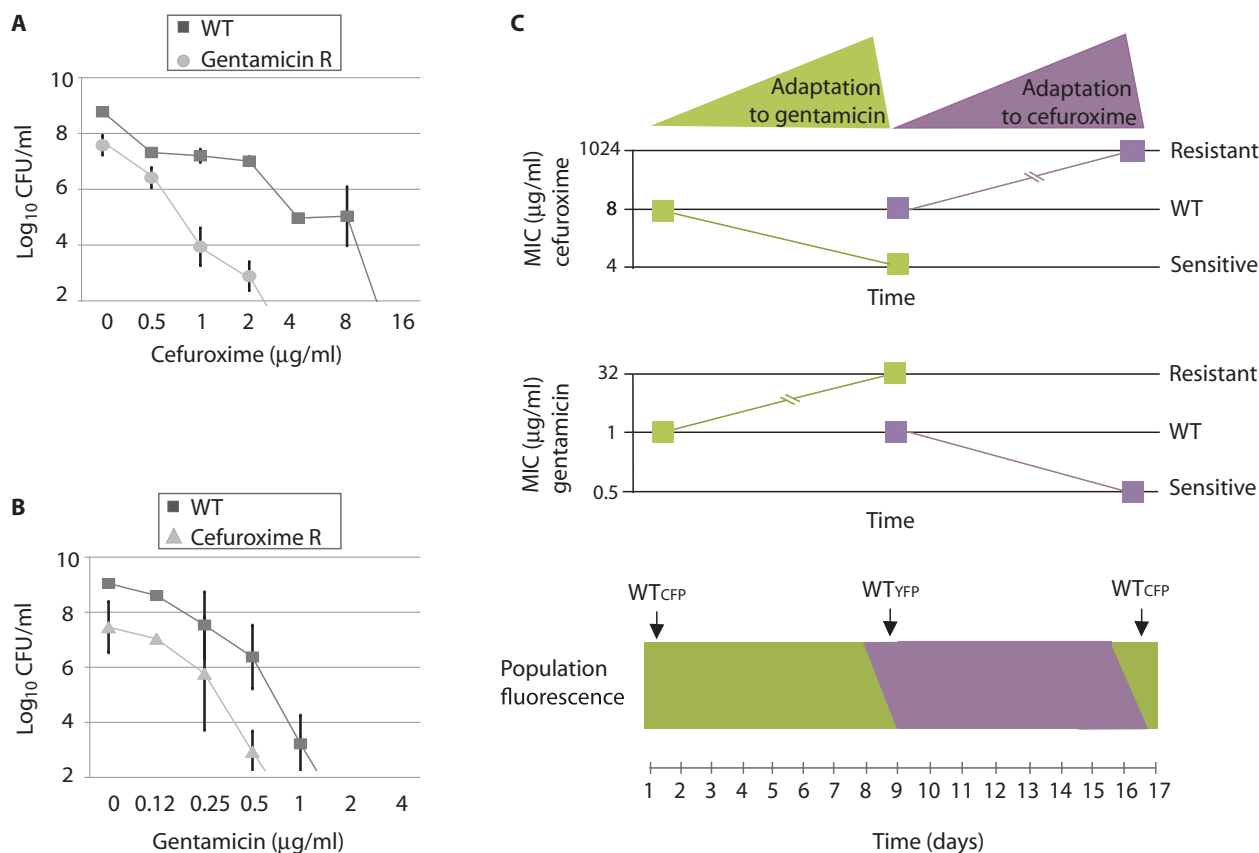 A
WT
Gentamicin R
10
8
6
4
2
Log10 CFU/ml
0 0.5 1 2 4 8 16
Cefuroxime (μg/ml)
B
WT
Cefuroxime R
10
8
6
4
2
Log10 CFU/ml
0 0.12 0.25 0.5 1 2 4
Gentamicin (μg/ml)
C
Adaptation
to gentamicin
Adaptation
to cefuroxime
MIC (μg/ml)
cefuroxime
1024
8
4
Resistant
WT
Sensitive
Time
MIC (μg/ml)
gentamicin
32
1
0.5
Resistant
WT
Sensitive
Time
WTCFP
WTYFP
WTCFP
Population
fluorescence
1 2 3 4 5 6 7 8 9 10 11 12 13 14 15 16 17
Time (days)